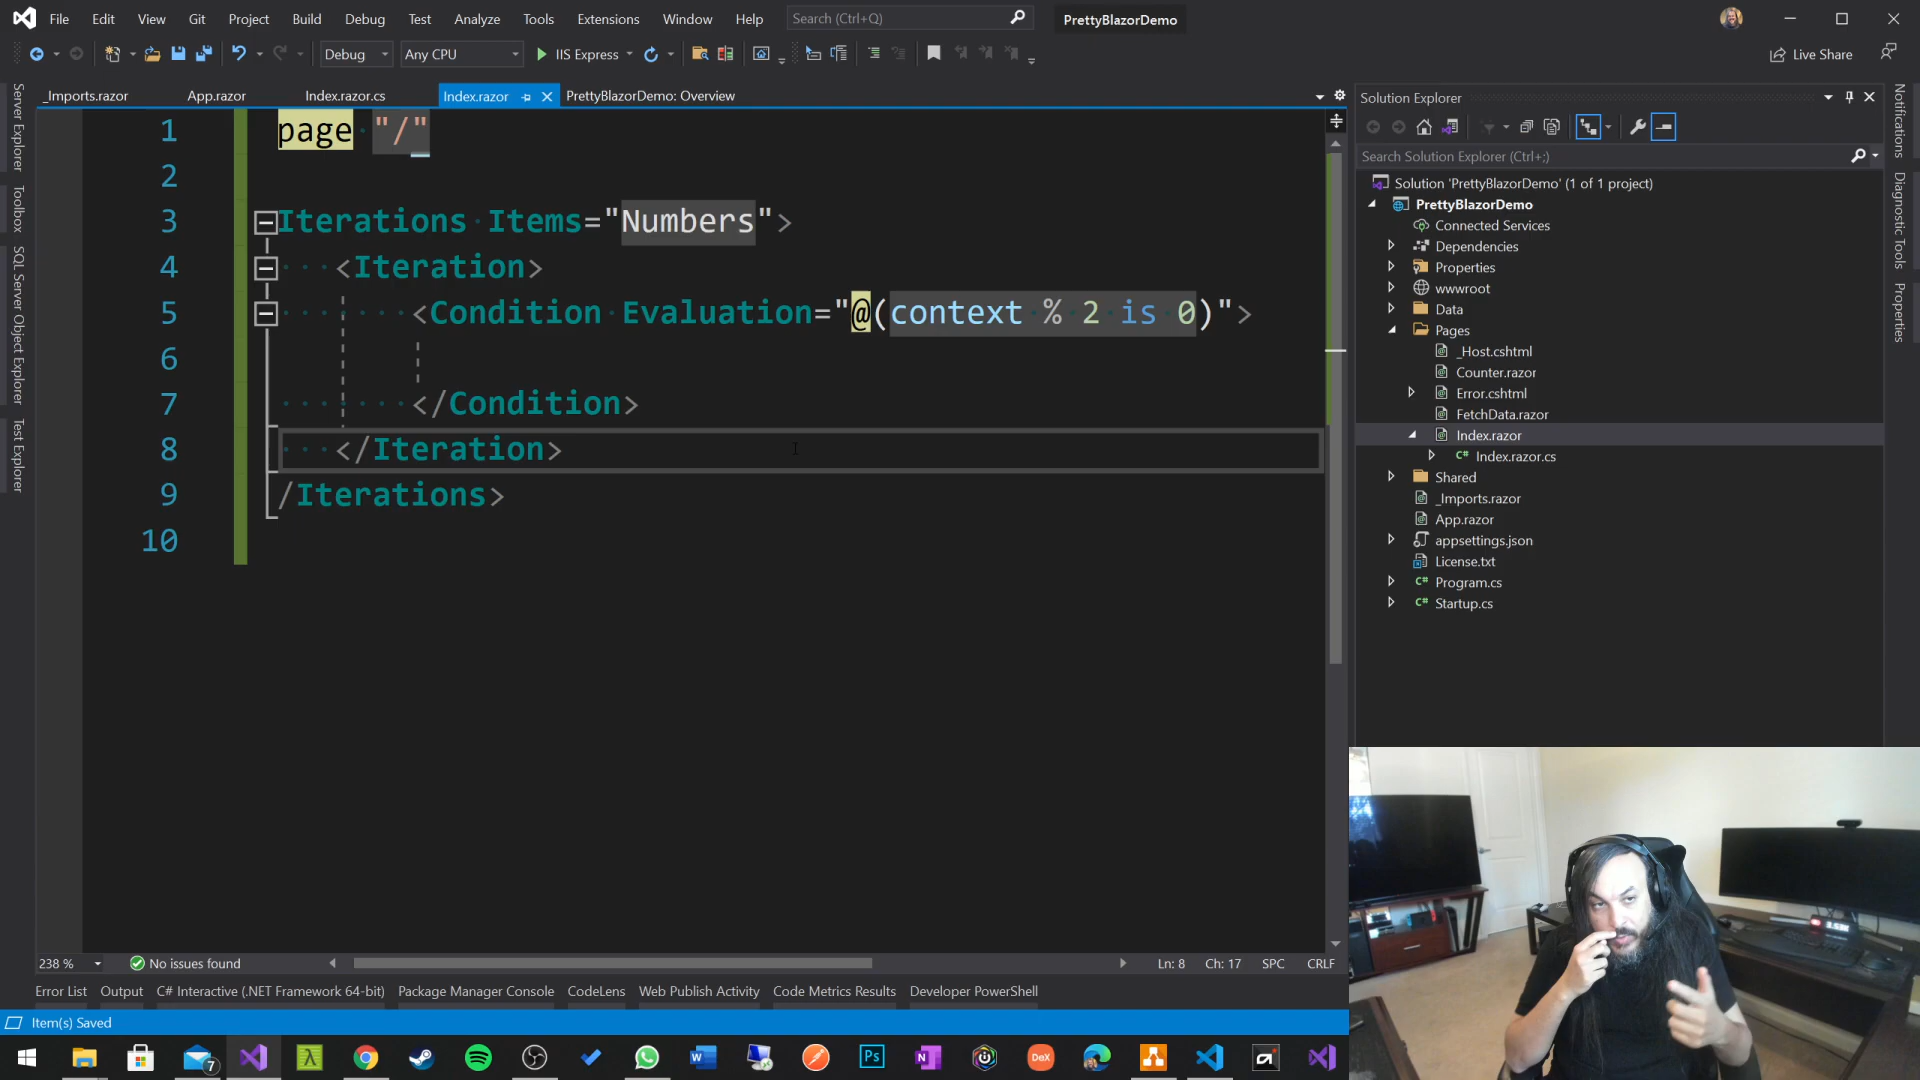 File Edit View Git Project Build Debug Test Analyze Tools Extensions Window Help Search (Ctrl+Q) PrettyBlazorDemo
Debug Any CPU IIS Express Live Share
_Imports.razor App.razor Index.razor.cs Index.razor PrettyBlazorDemo: Overview
Server Explorer
Toolbox
SQL Server Object Explorer
Test Explorer
1 page "/"
2
3 Iterations Items="Numbers">
4 <Iteration>
5 <Condition Evaluation="@(context % 2 is 0)">
6
7 </Condition>
8 </Iteration>
9 /Iterations>
10
238 % No issues found Ln: 8 Ch: 17 SPC CRLF
Error List Output C# Interactive (.NET Framework 64-bit) Package Manager Console CodeLens Web Publish Activity Code Metrics Results Developer PowerShell
Item(s) Saved
Solution Explorer
Search Solution Explorer (Ctrl+;)
Solution 'PrettyBlazorDemo' (1 of 1 project)
PrettyBlazorDemo
Connected Services
Dependencies
Properties
wwwroot
Data
Pages
_Host.cshtml
Counter.razor
Error.cshtml
FetchData.razor
Index.razor
C# Index.razor.cs
Shared
_Imports.razor
App.razor
appsettings.json
License.txt
C# Program.cs
C# Startup.cs
Notifications
Diagnostic Tools
Properties
7
W
Ps
N
DeX